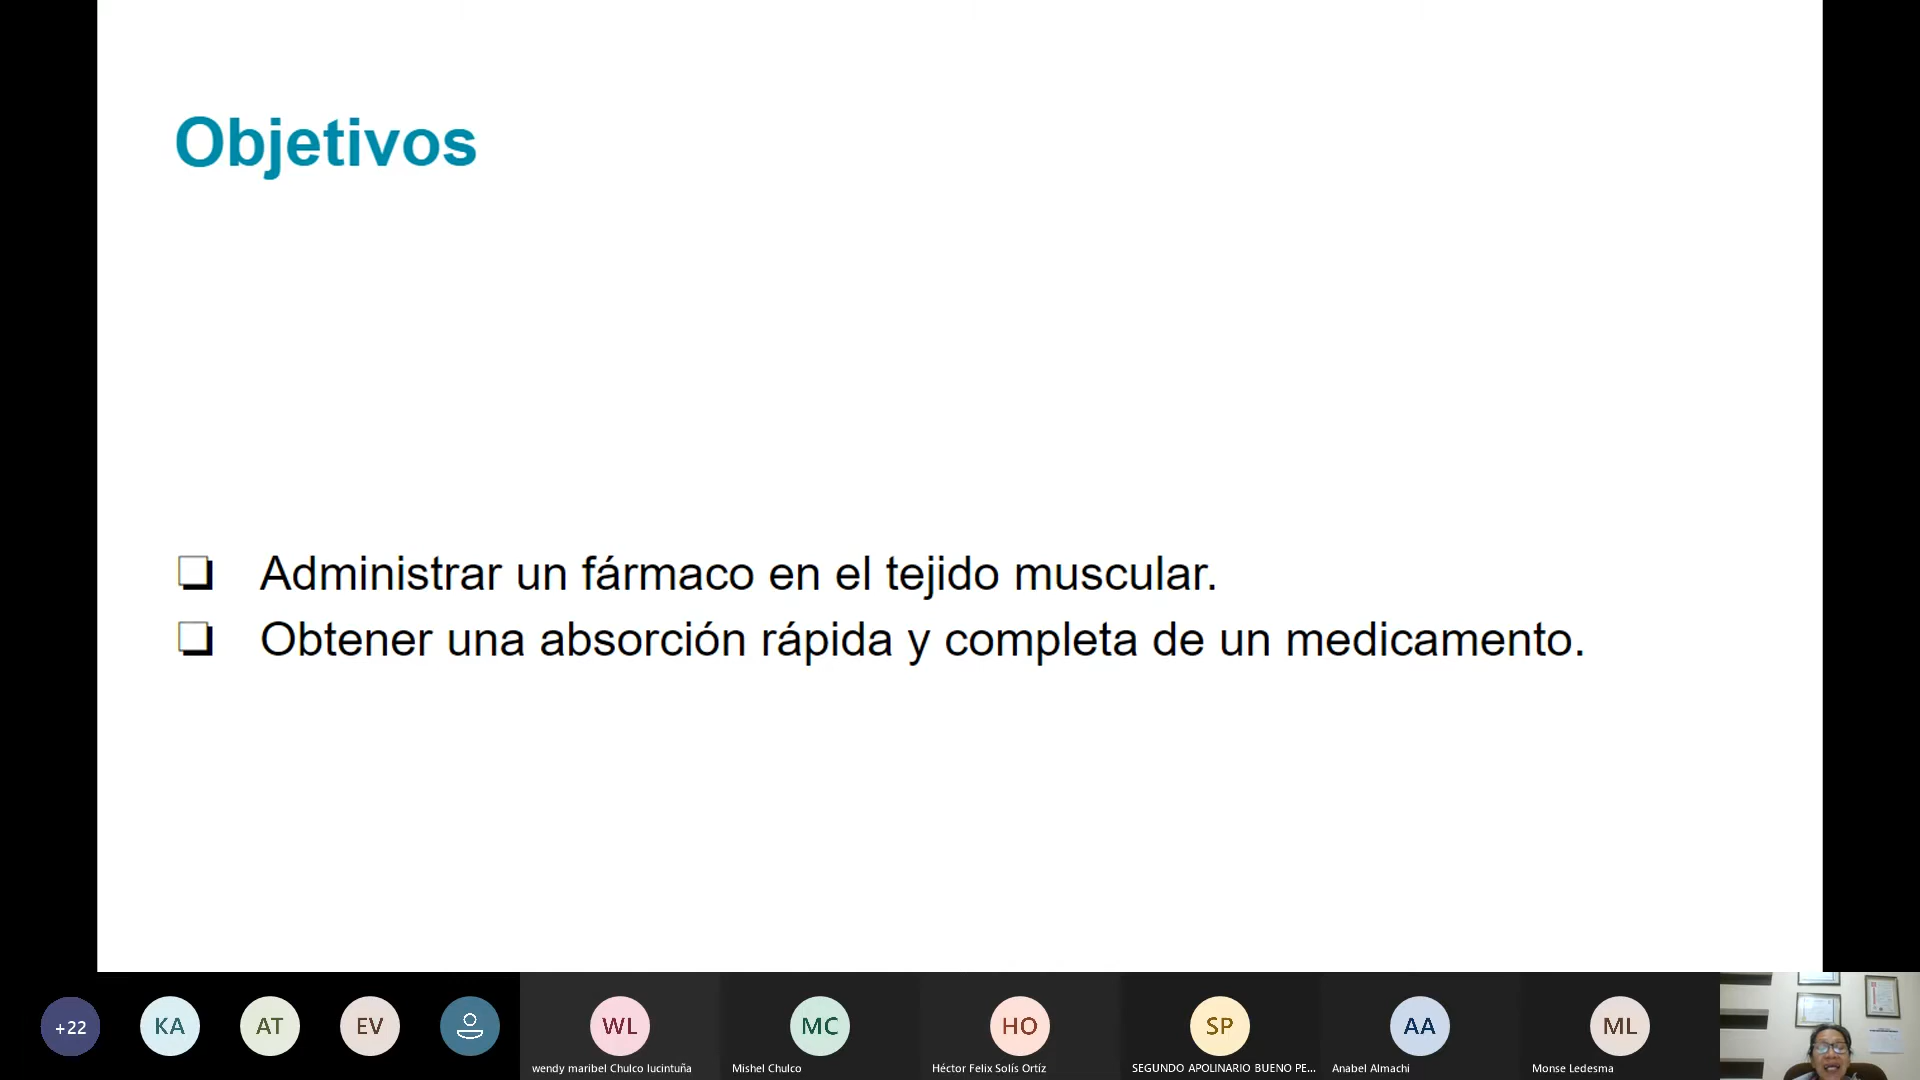 Objetivos
Administrar un fármaco en el tejido muscular.
Obtener una absorción rápida y completa de un medicamento.
+22
KA
AT
EV
WL
MC
HO
SP
AA
ML
wendy maribel Chulco lucintuña
Mishel Chulco
Héctor Felix Solís Ortíz
SEGUNDO APOLINARIO BUENO PE...
Anabel Almachi
Monse Ledesma